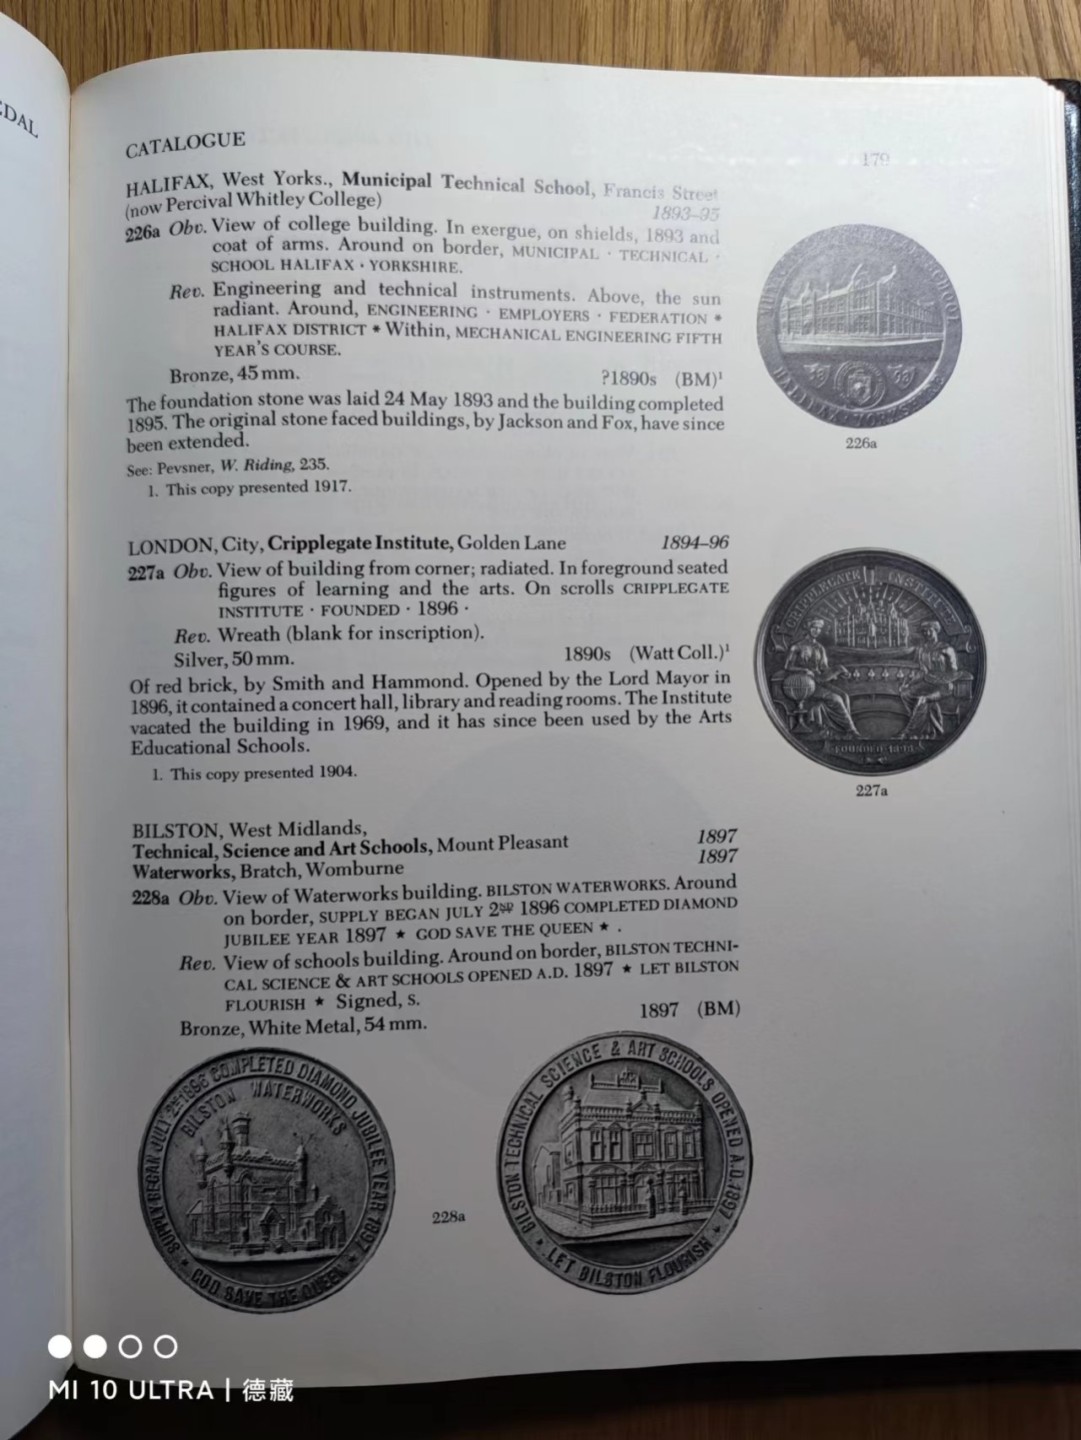 EDAL
CATALOGUE
179
HALIFAX, West Yorks., Municipal Technical School, Francis Street
(now Percival Whitley College) 1893–95
226a Obv. View of college building. In exergue, on shields, 1893 and
coat of arms. Around on border, MUNICIPAL · TECHNICAL ·
SCHOOL HALIFAX · YORKSHIRE.
Rev. Engineering and technical instruments. Above, the sun
radiant. Around, ENGINEERING · EMPLOYERS · FEDERATION *
HALIFAX DISTRICT * Within, MECHANICAL ENGINEERING FIFTH
YEAR'S COURSE.
Bronze, 45 mm. ?1890s (BM)¹
The foundation stone was laid 24 May 1893 and the building completed
1895. The original stone faced buildings, by Jackson and Fox, have since
been extended.
See: Pevsner, W. Riding, 235.
1. This copy presented 1917.
226a
LONDON, City, Cripplegate Institute, Golden Lane 1894–96
227a Obv. View of building from corner; radiated. In foreground seated
figures of learning and the arts. On scrolls CRIPPLEGATE
INSTITUTE · FOUNDED · 1896 ·
Rev. Wreath (blank for inscription).
Silver, 50 mm. 1890s (Watt Coll.)¹
Of red brick, by Smith and Hammond. Opened by the Lord Mayor in
1896, it contained a concert hall, library and reading rooms. The Institute
vacated the building in 1969, and it has since been used by the Arts
Educational Schools.
1. This copy presented 1904.
CRIPPLEGATE INSTITUTE
FOUNDED · 1896
227a
BILSTON, West Midlands,
Technical, Science and Art Schools, Mount Pleasant 1897
Waterworks, Bratch, Womburne 1897
228a Obv. View of Waterworks building. BILSTON WATERWORKS. Around
on border, SUPPLY BEGAN JULY 2ND 1896 COMPLETED DIAMOND
JUBILEE YEAR 1897 ★ GOD SAVE THE QUEEN ★ .
Rev. View of schools building. Around on border, BILSTON TECHNI-
CAL SCIENCE & ART SCHOOLS OPENED A.D. 1897 ★ LET BILSTON
FLOURISH ★ Signed, S.
Bronze, White Metal, 54 mm. 1897 (BM)
SUPPLY BEGAN JULY 2ND 1896 COMPLETED DIAMOND JUBILEE YEAR 1897
BILSTON WATERWORKS
GOD SAVE THE QUEEN
228a
BILSTON TECHNICAL SCIENCE & ART SCHOOLS OPENED A.D. 1897
LET BILSTON FLOURISH
MI 10 ULTRA | 德藏